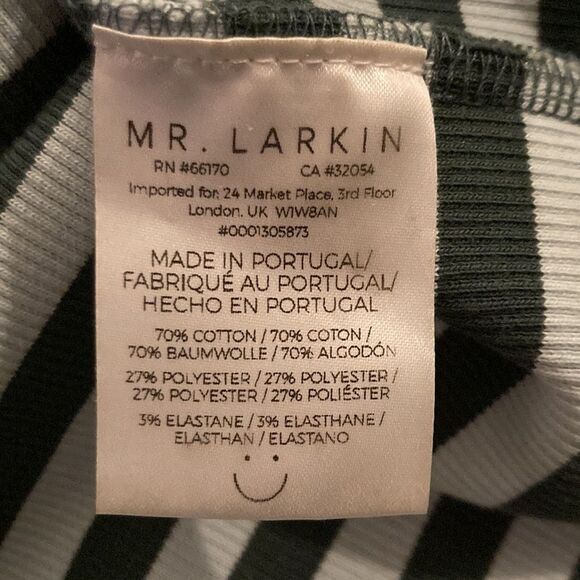 MR. LARKIN
RN #66170 CA #32054
Imported for: 24 Market Place, 3rd Floor
London, UK W1W8AN
#0001305873
MADE IN PORTUGAL/
FABRIQUÉ AU PORTUGAL/
HECHO EN PORTUGAL
70% COTTON / 70% COTON /
70% BAUMWOLLE / 70% ALGODÓN
27% POLYESTER / 27% POLYESTER /
27% POLYESTER / 27% POLIÉSTER
3% ELASTANE / 3% ELASTHANE /
ELASTHAN / ELASTANO